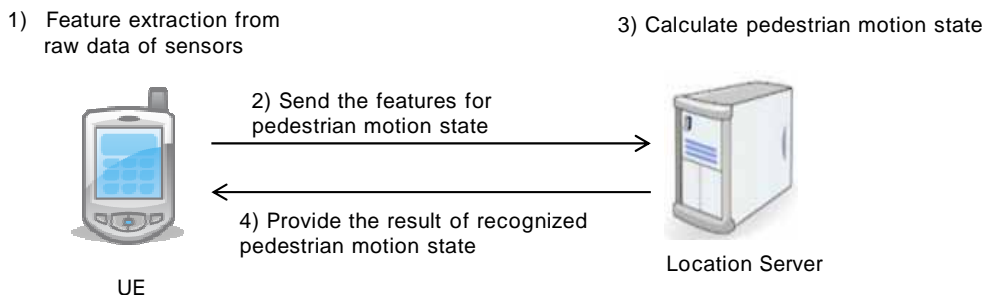 1) Feature extraction from
raw data of sensors
3) Calculate pedestrian motion state
2) Send the features for
pedestrian motion state
4) Provide the result of recognized
pedestrian motion state
Location Server
UE